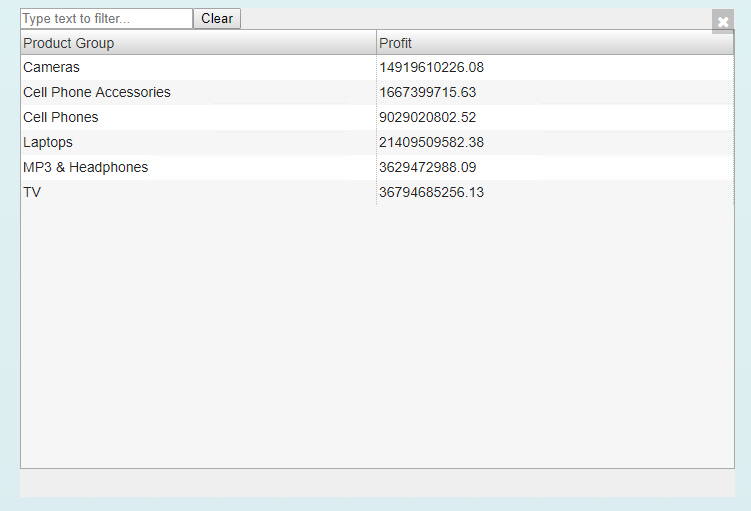 Type text to filter... Clear
Product Group Profit
Cameras 14919610226.08
Cell Phone Accessories 1667399715.63
Cell Phones 9029020802.52
Laptops 21409509582.38
MP3 & Headphones 3629472988.09
TV 36794685256.13